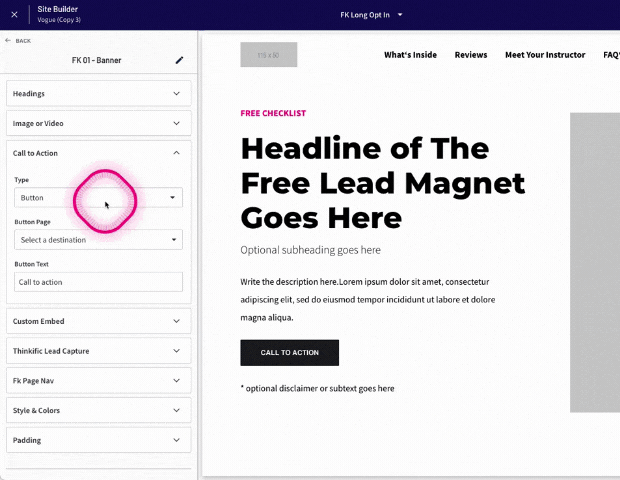 Site Builder
Vogue (Copy 3)
FK Long Opt In
BACK
FK 01 - Banner
Headings
Image or Video
Call to Action
Type
Button
Button Page
Select a destination
Button Text
Call to action
Custom Embed
Thinkific Lead Capture
Fk Page Nav
Style & Colors
Padding
What's Inside
Reviews
Meet Your Instructor
FAQ'
FREE CHECKLIST
Headline of The
Free Lead Magnet
Goes Here
Optional subheading goes here
Write the description here.Lorem ipsum dolor sit amet, consectetur
adipiscing elit, sed do eiusmod tempor incididunt ut labore et dolore
magna aliqua.
CALL TO ACTION
* optional disclaimer or subtext goes here